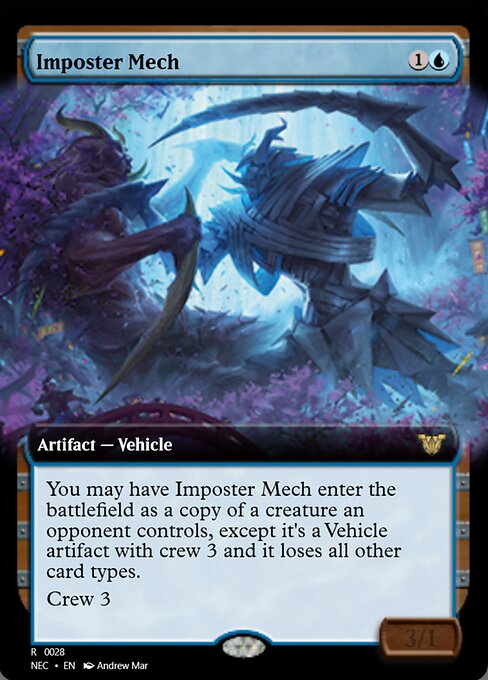 Imposter Mech 1
Artifact — Vehicle
You may have Imposter Mech enter the
battlefield as a copy of a creature an
opponent controls, except it's a Vehicle
artifact with crew 3 and it loses all other
card types.
Crew 3
3/1
R 0028
NEC • EN Andrew Mar